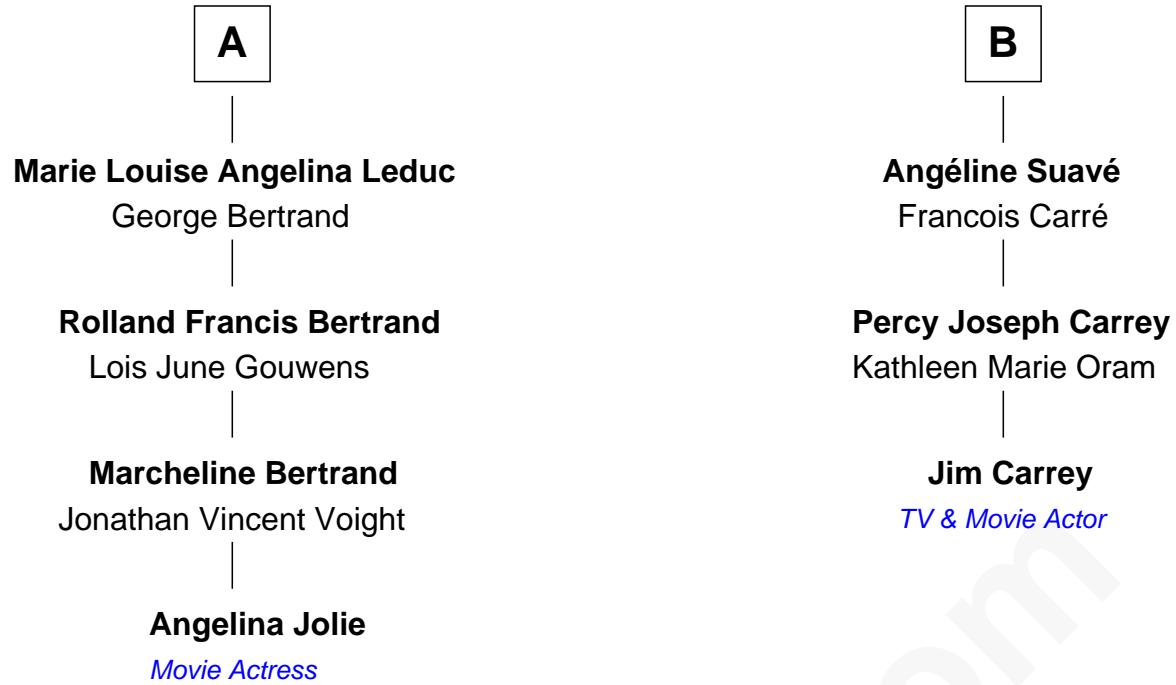 A
Marie Louise Angelina Leduc
George Bertrand
Rolland Francis Bertrand
Lois June Gouwens
Marcheline Bertrand
Jonathan Vincent Voight
Angelina Jolie
Movie Actress
B
Angéline Suavé
Francois Carré
Percy Joseph Carrey
Kathleen Marie Oram
Jim Carrey
TV & Movie Actor
om